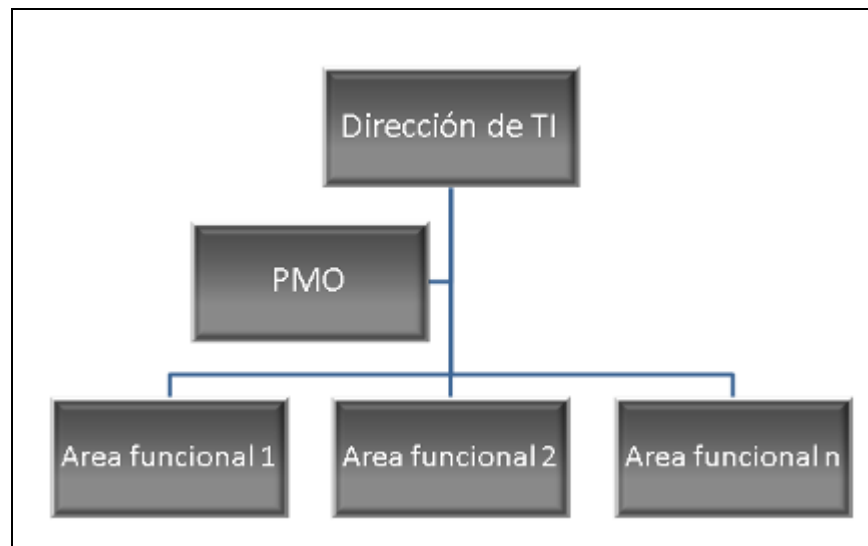 Dirección de TI
PMO
Area funcional 1
Area funcional 2
Area funcional n